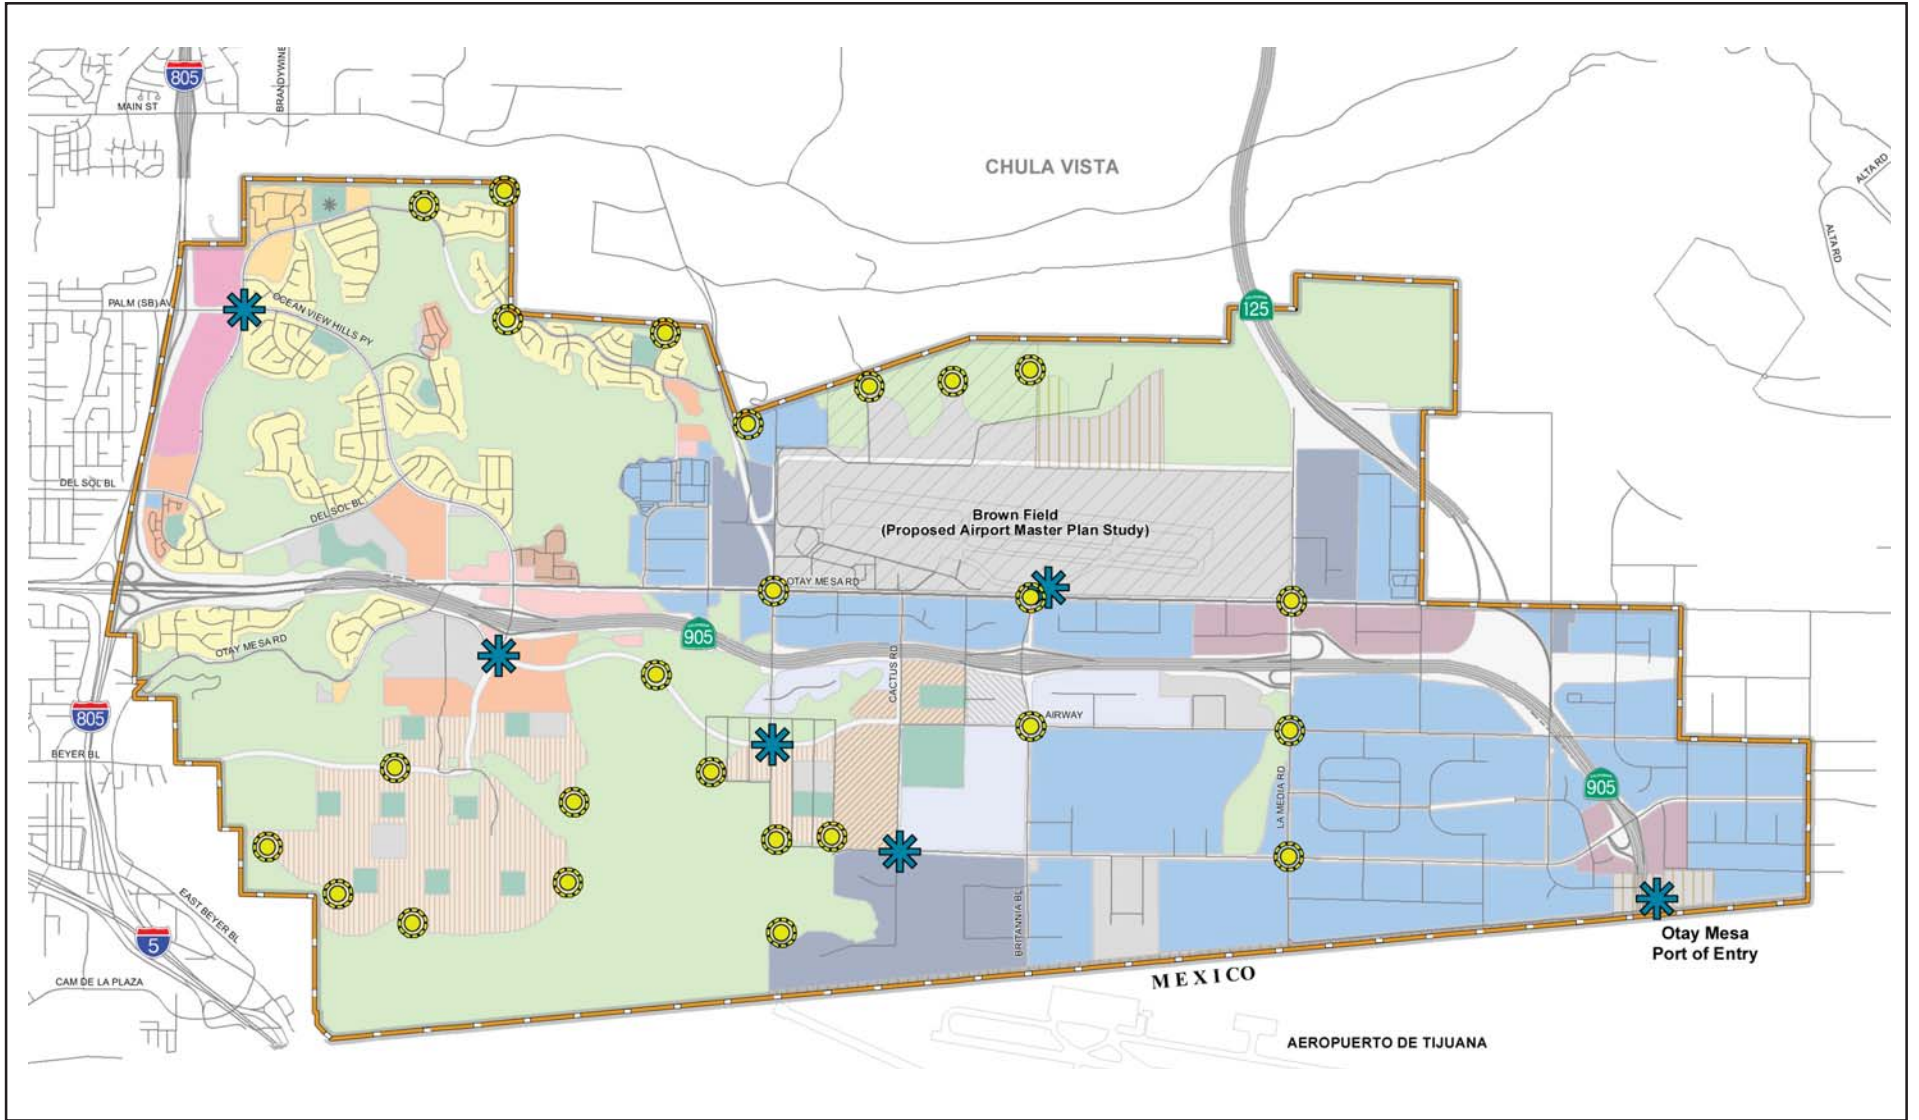 805
MAIN ST
BRANDYWINE
CHULA VISTA
ALTA RD
ALTA RD
PALM (SB) AV
OCEAN VIEW HILLS PY
125
DEL SOL BL
DEL SOL BL
Brown Field
(Proposed Airport Master Plan Study)
OTAY MESA RD
OTAY MESA RD
905
CACTUS RD
805
AIRWAY
BEYER BL
LA MEDIA RD
905
EAST BEYER BL
BRITANNIA BL
5
Otay Mesa
Port of Entry
CAM DE LA PLAZA
MEXICO
AEROPUERTO DE TIJUANA